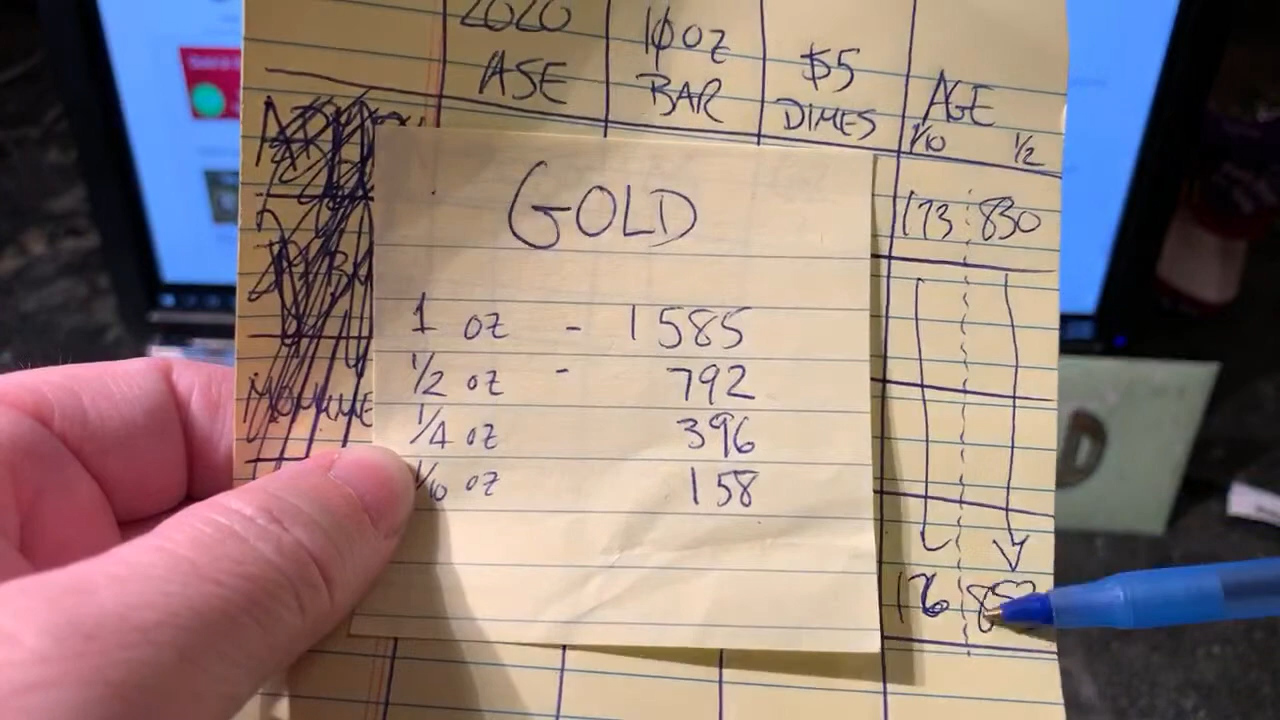 2020 10 oz $5 AGE
ASE BAR DIMES 1/10 1/2
173 830
GOLD
1 oz - 1585
1/2 oz - 792
1/4 oz 396
1/10 oz 158
176